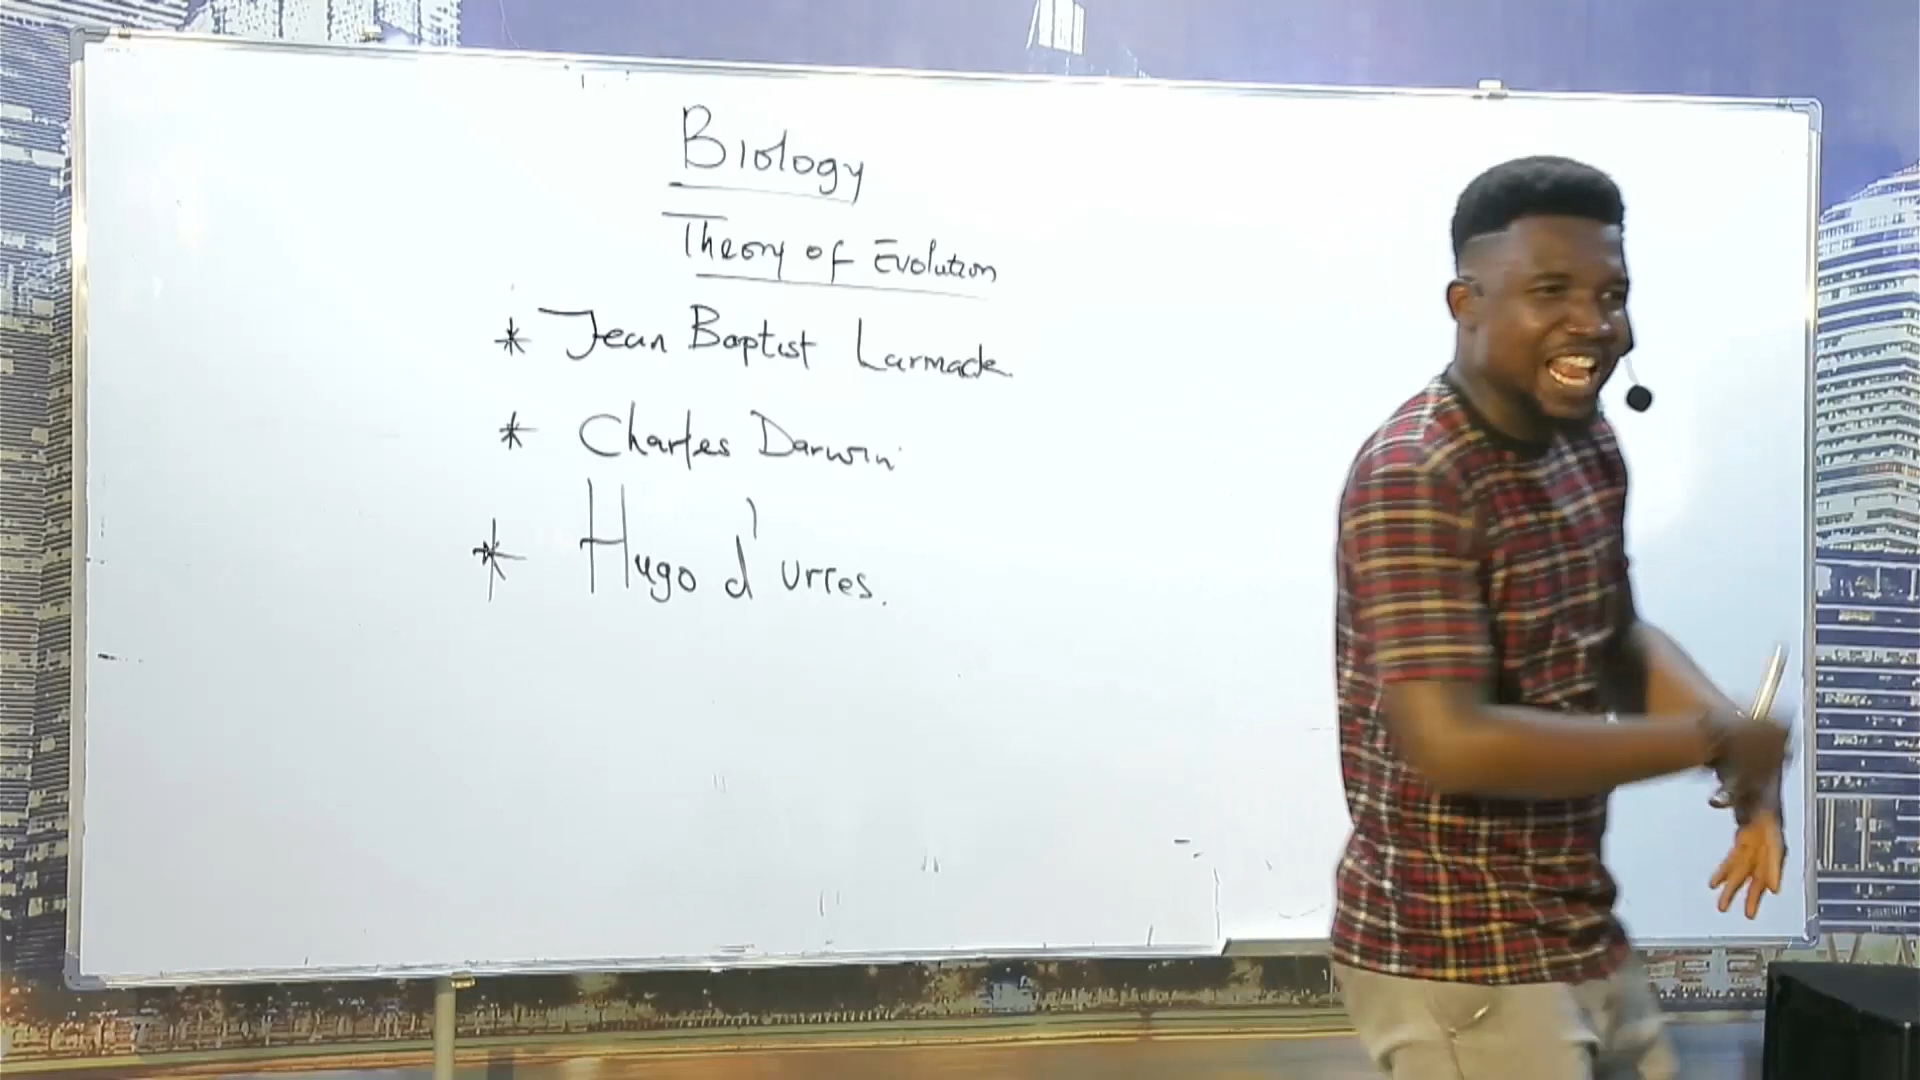 Biology
Theory of Evolution
* Jean Baptist Larmack.
* Charles Darwin
* Hugo d'urres.